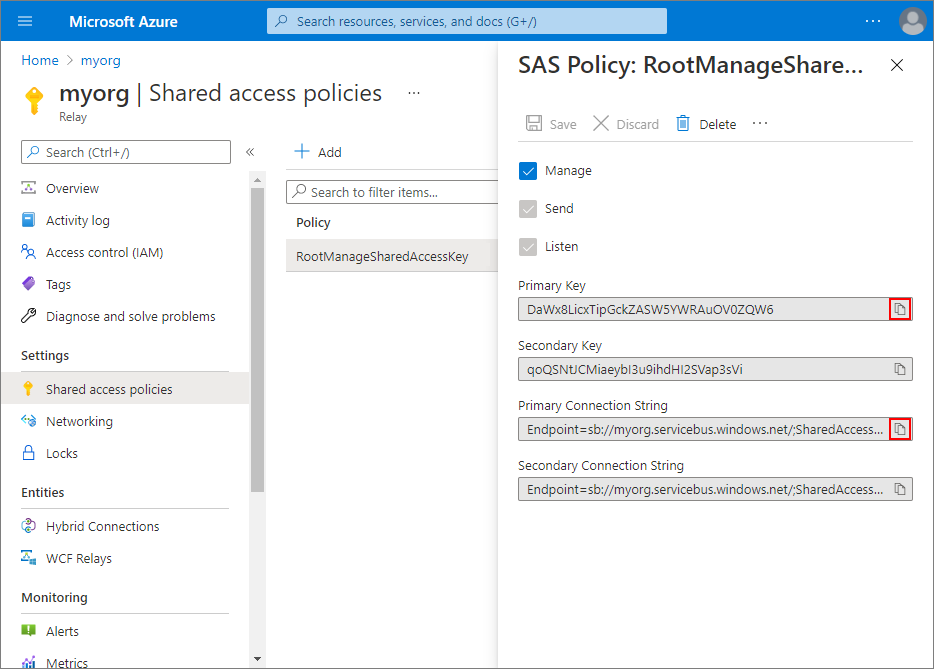 Microsoft Azure
Search resources, services, and docs (G+/)
Home > myorg
myorg | Shared access policies
Relay
Search (Ctrl+/)
Overview
Activity log
Access control (IAM)
Tags
Diagnose and solve problems
Settings
Shared access policies
Networking
Locks
Entities
Hybrid Connections
WCF Relays
Monitoring
Alerts
Metrics
Add
Search to filter items...
Policy
RootManageSharedAccessKey
SAS Policy: RootManageShare...
Save Discard Delete
Manage
Send
Listen
Primary Key
DaWx8LicxTipGckZASW5YWRAuOV0ZQW6
Secondary Key
qoQSNtJCMiaeybI3u9ihdHI2SVap3sVi
Primary Connection String
Endpoint=sb://myorg.servicebus.windows.net/;SharedAccess...
Secondary Connection String
Endpoint=sb://myorg.servicebus.windows.net/;SharedAccess...